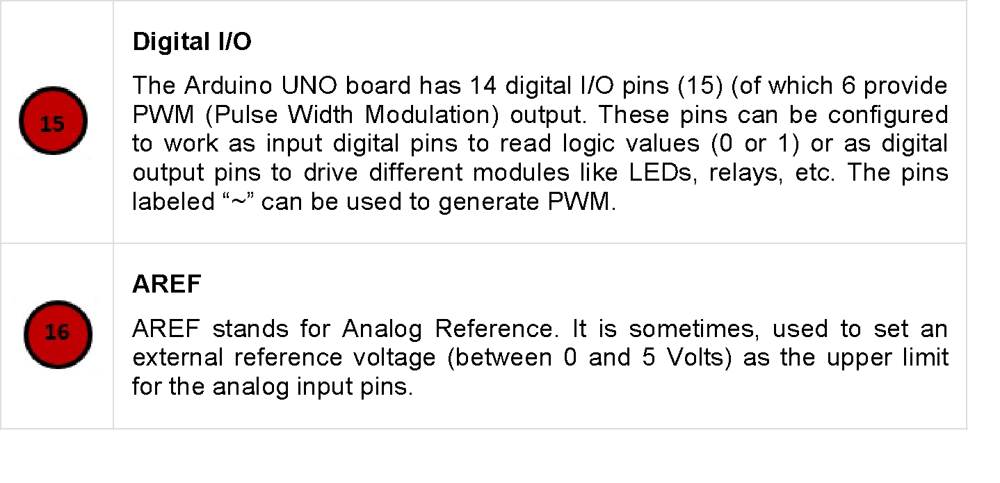 Digital I/O
15
The Arduino UNO board has 14 digital I/O pins (15) (of which 6 provide
PWM (Pulse Width Modulation) output. These pins can be configured
to work as input digital pins to read logic values (0 or 1) or as digital
output pins to drive different modules like LEDs, relays, etc. The pins
labeled “~” can be used to generate PWM.
AREF
16
AREF stands for Analog Reference. It is sometimes, used to set an
external reference voltage (between 0 and 5 Volts) as the upper limit
for the analog input pins.